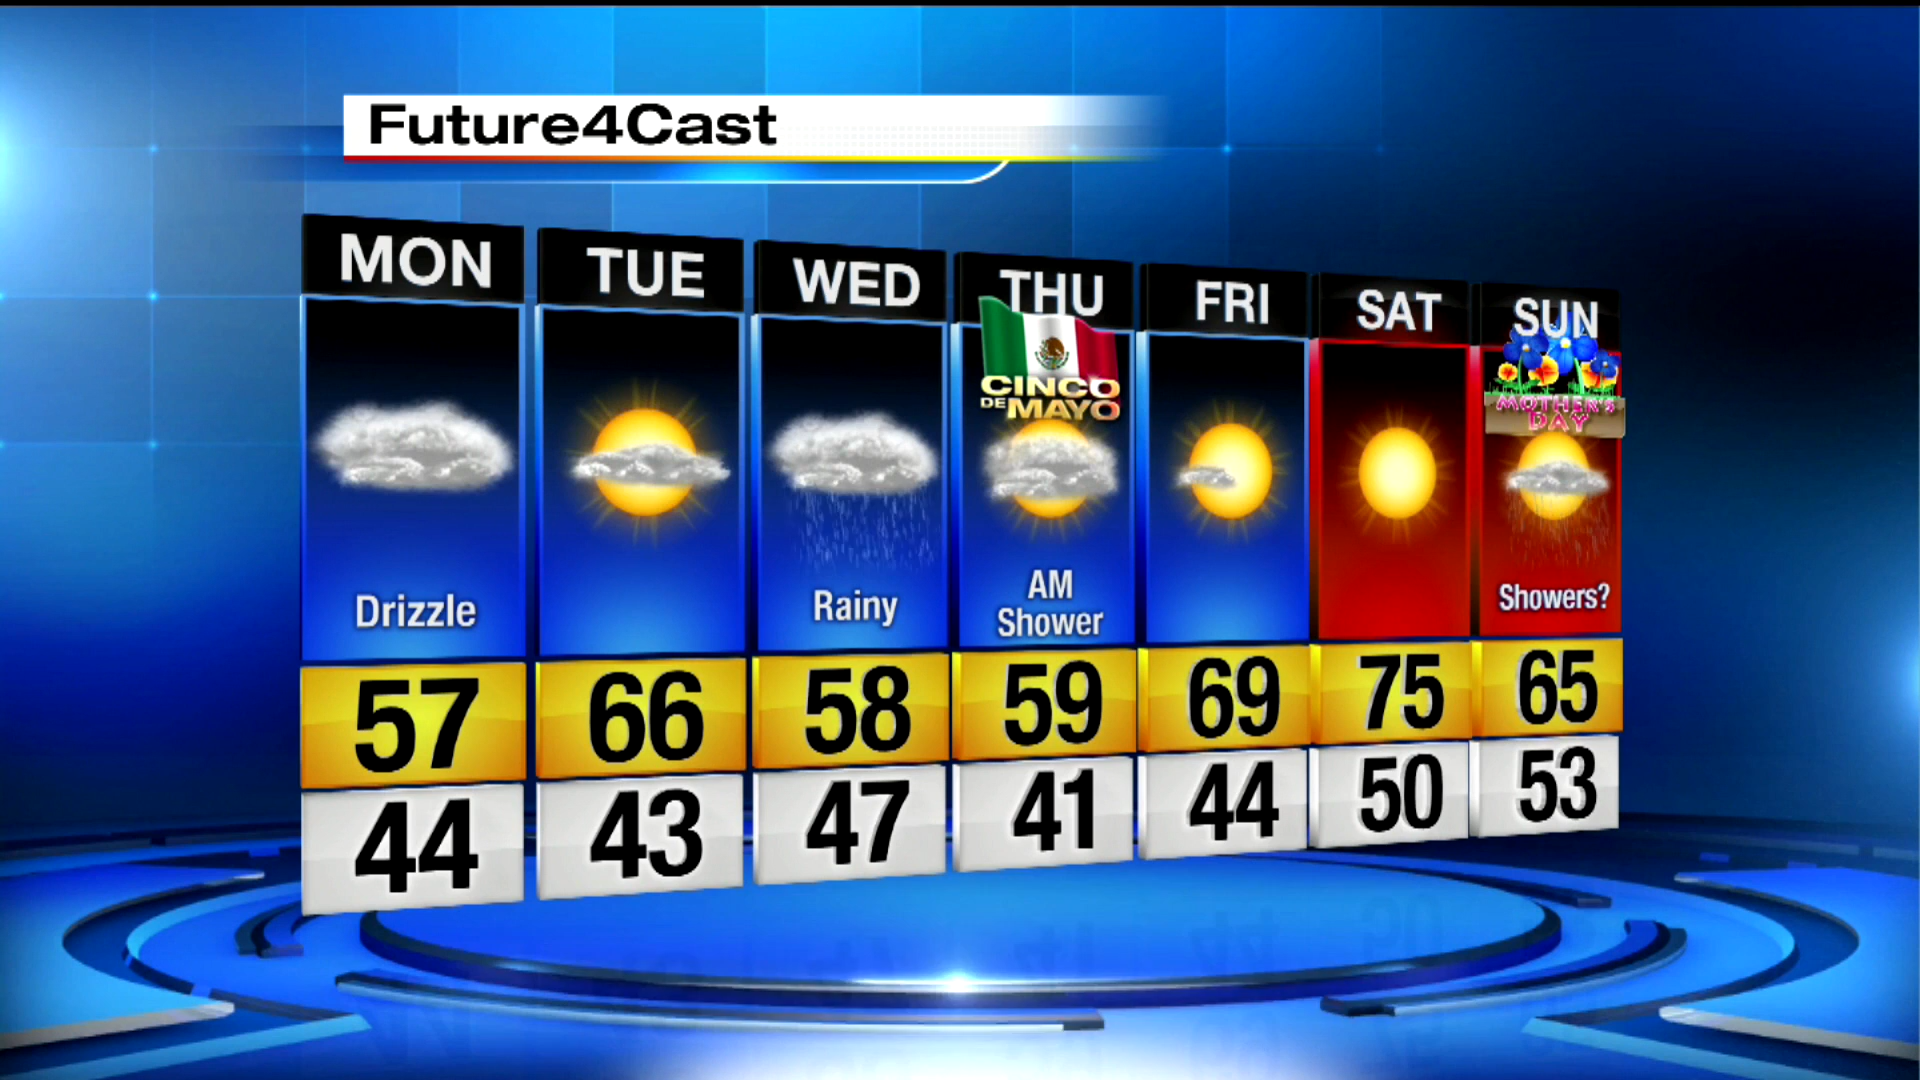 Future4Cast
MON TUE WED THU FRI SAT SUN
CINCO
DE MAYO
MOTHER'S
DAY
Drizzle
Rainy
AM
Shower
Showers?
57 66 58 59 69 75 65
44 43 47 41 44 50 53